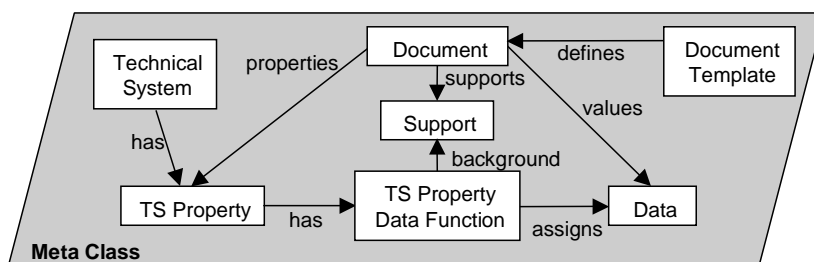 Technical
System
properties
Document
defines
Document
Template
supports
has
Support
values
background
TS Property
has
TS Property
Data Function
assigns
Data
Meta Class